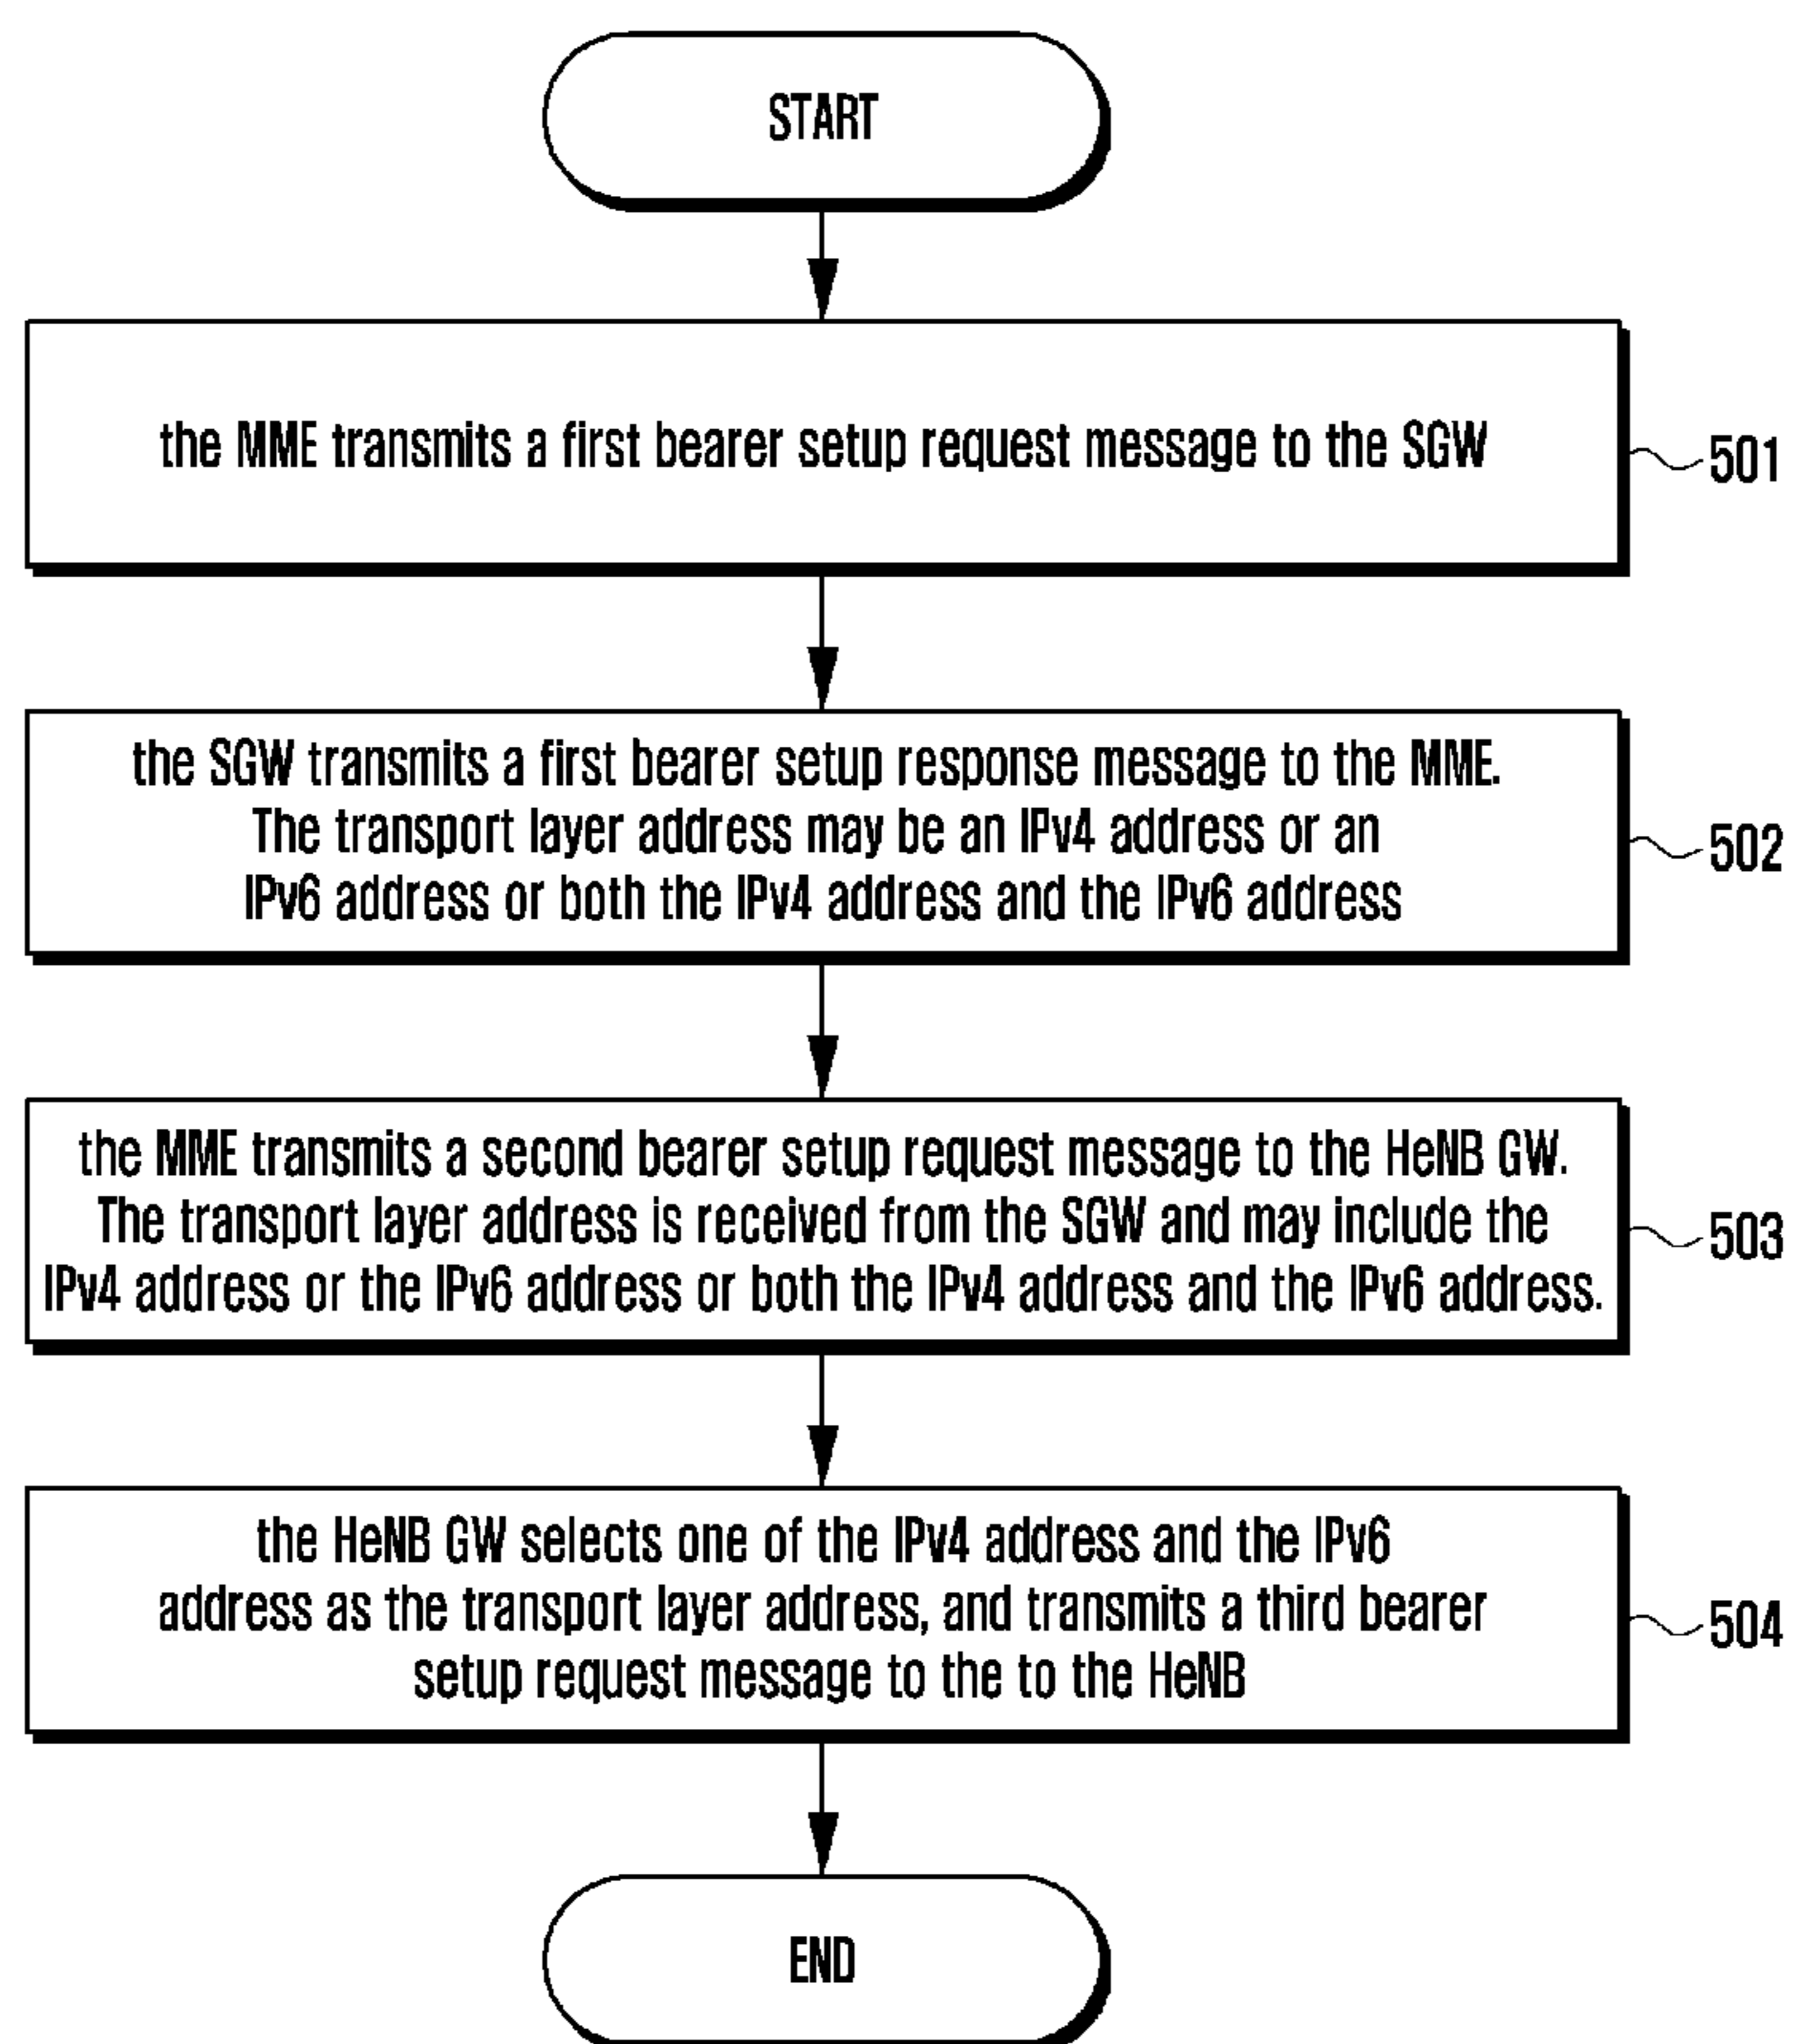 START
the MME transmits a first bearer setup request message to the SGW
501
the SGW transmits a first bearer setup response message to the MME.
The transport layer address may be an IPv4 address or an
IPv6 address or both the IPv4 address and the IPv6 address
502
the MME transmits a second bearer setup request message to the HeNB GW.
The transport layer address is received from the SGW and may include the
IPv4 address or the IPv6 address or both the IPv4 address and the IPv6 address.
503
the HeNB GW selects one of the IPv4 address and the IPv6
address as the transport layer address, and transmits a third bearer
setup request message to the to the HeNB
504
END